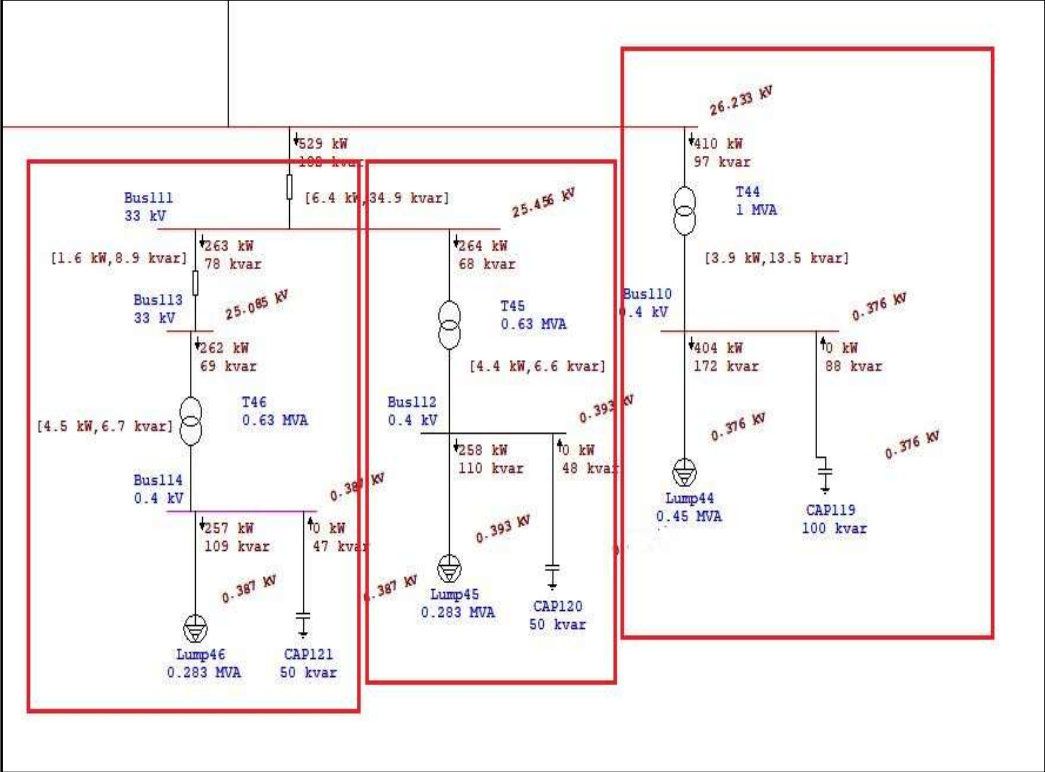 26.233 kV
529 kW
410 kW
97 kvar
T44
1 MVA
[6.4 kW,34.9 kvar]
Bus111
33 kV
25.456 kV
263 kW
78 kvar
[1.6 kW,8.9 kvar]
264 kW
68 kvar
[3.9 kW,13.5 kvar]
Bus113
33 kV
25.085 kV
T45
0.63 MVA
Bus110
0.4 kV
0.376 kV
262 kW
69 kvar
404 kW
172 kvar
0 kW
88 kvar
[4.4 kW,6.6 kvar]
T46
0.63 MVA
[4.5 kW,6.7 kvar]
Bus112
0.4 kV
0.393 kV
0.376 kV
0.376 kV
258 kW
110 kvar
0 kW
48 kvar
Bus114
0.4 kV
0.387 kV
Lump44
0.45 MVA
CAP119
100 kvar
257 kW
109 kvar
0 kW
47 kvar
0.393 kV
0.387 kV
0.387 kV
Lump45
0.283 MVA
CAP120
50 kvar
Lump46
0.283 MVA
CAP121
50 kvar